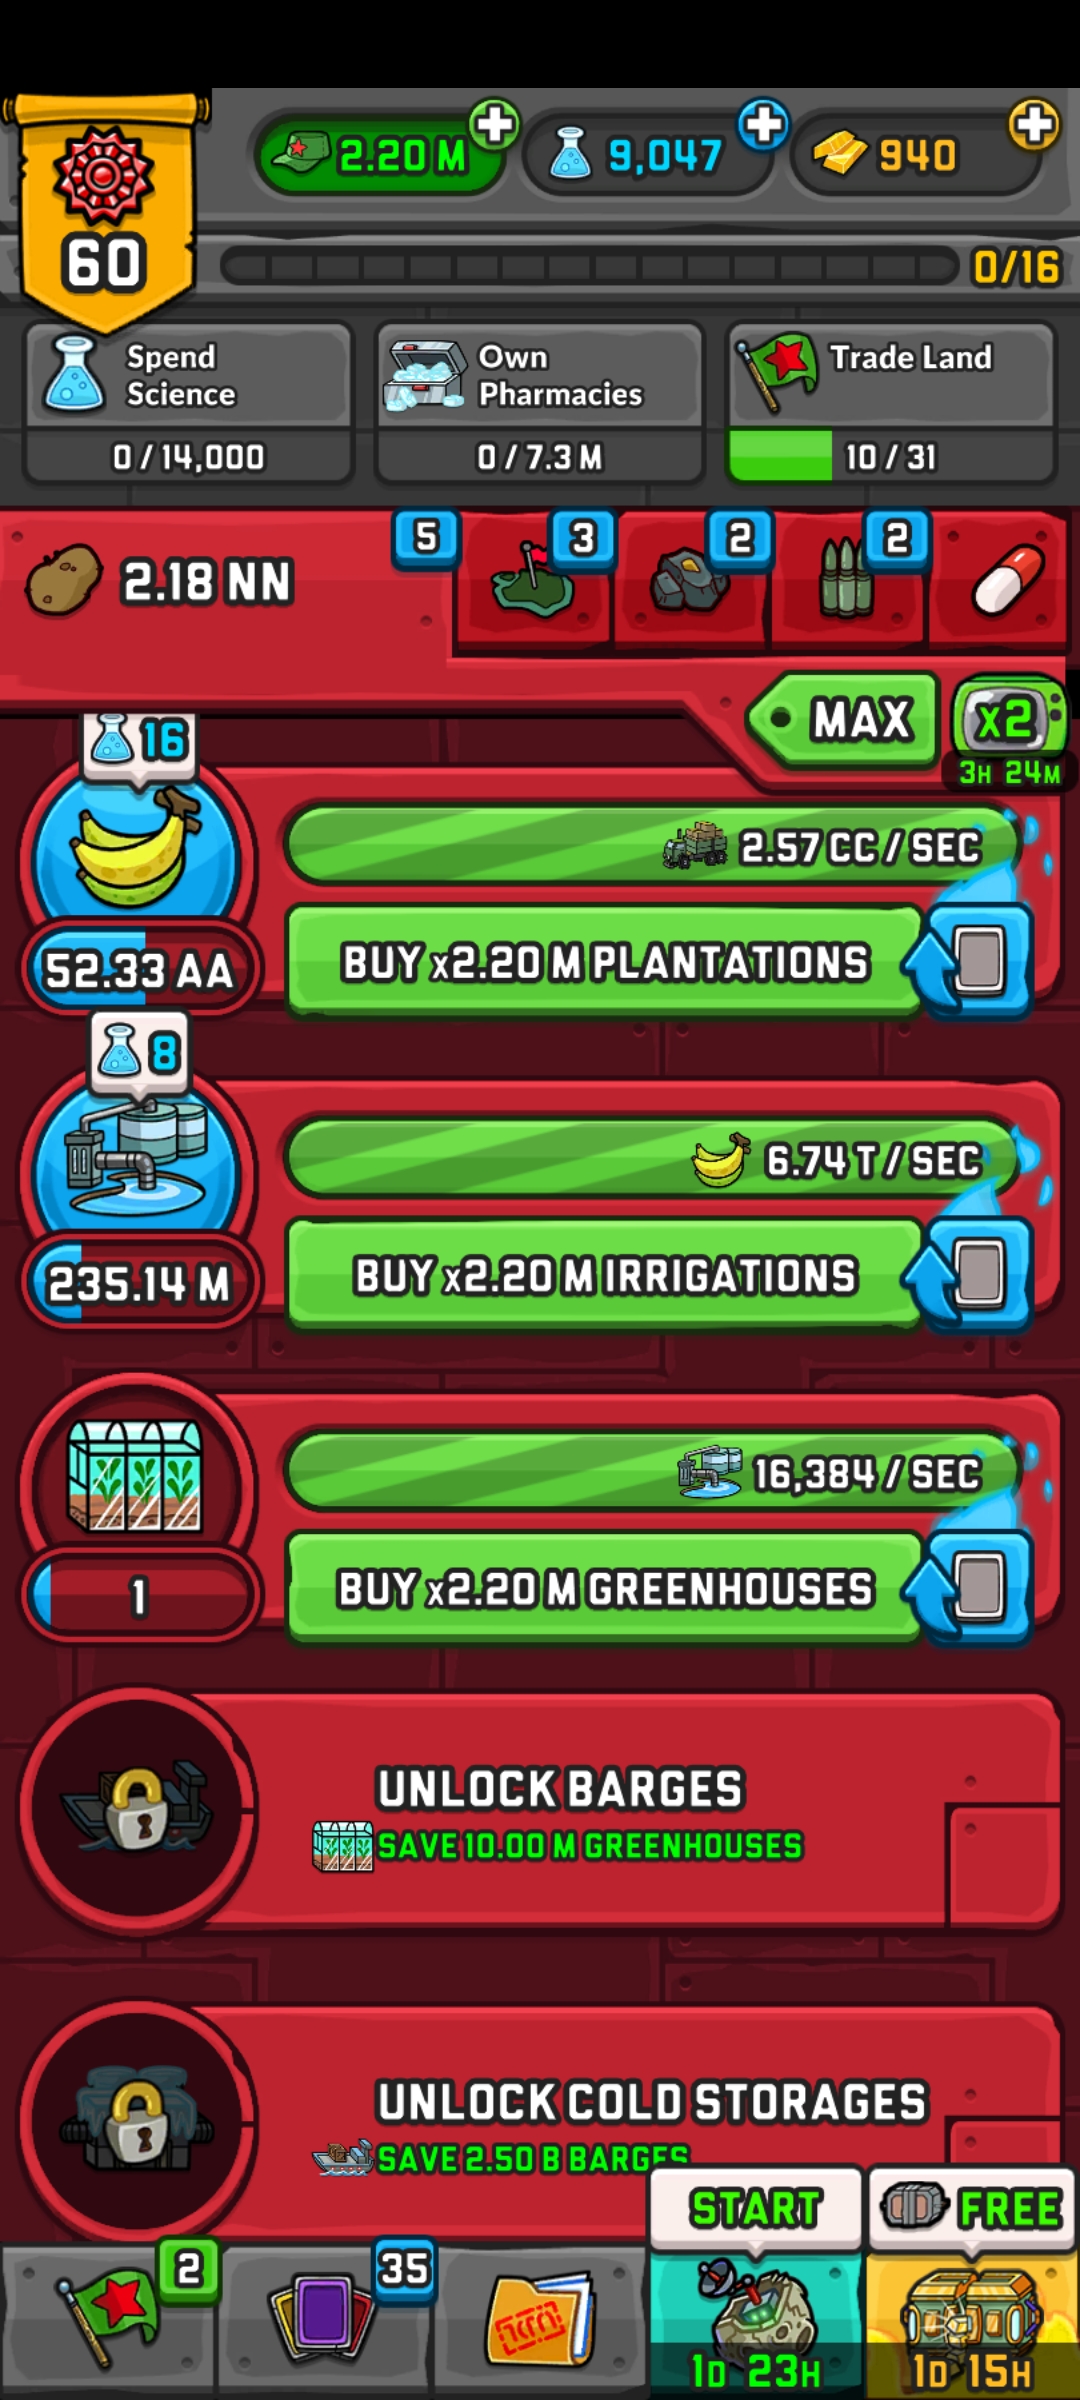 60
2.20 M
9,047
940
0/16
Spend
Science
0 / 14,000
Own
Pharmacies
0 / 7.3 M
Trade Land
10 / 31
2.18 NN
5
3
2
2
MAX
x2
3H 24M
16
52.33 AA
2.57 CC / SEC
BUY x2.20 M PLANTATIONS
8
235.14 M
6.74 T / SEC
BUY x2.20 M IRRIGATIONS
1
16,384 / SEC
BUY x2.20 M GREENHOUSES
UNLOCK BARGES
SAVE 10.00 M GREENHOUSES
UNLOCK COLD STORAGES
SAVE 2.50 B BARGES
START
FREE
2
35
1D 23H
1D 15H